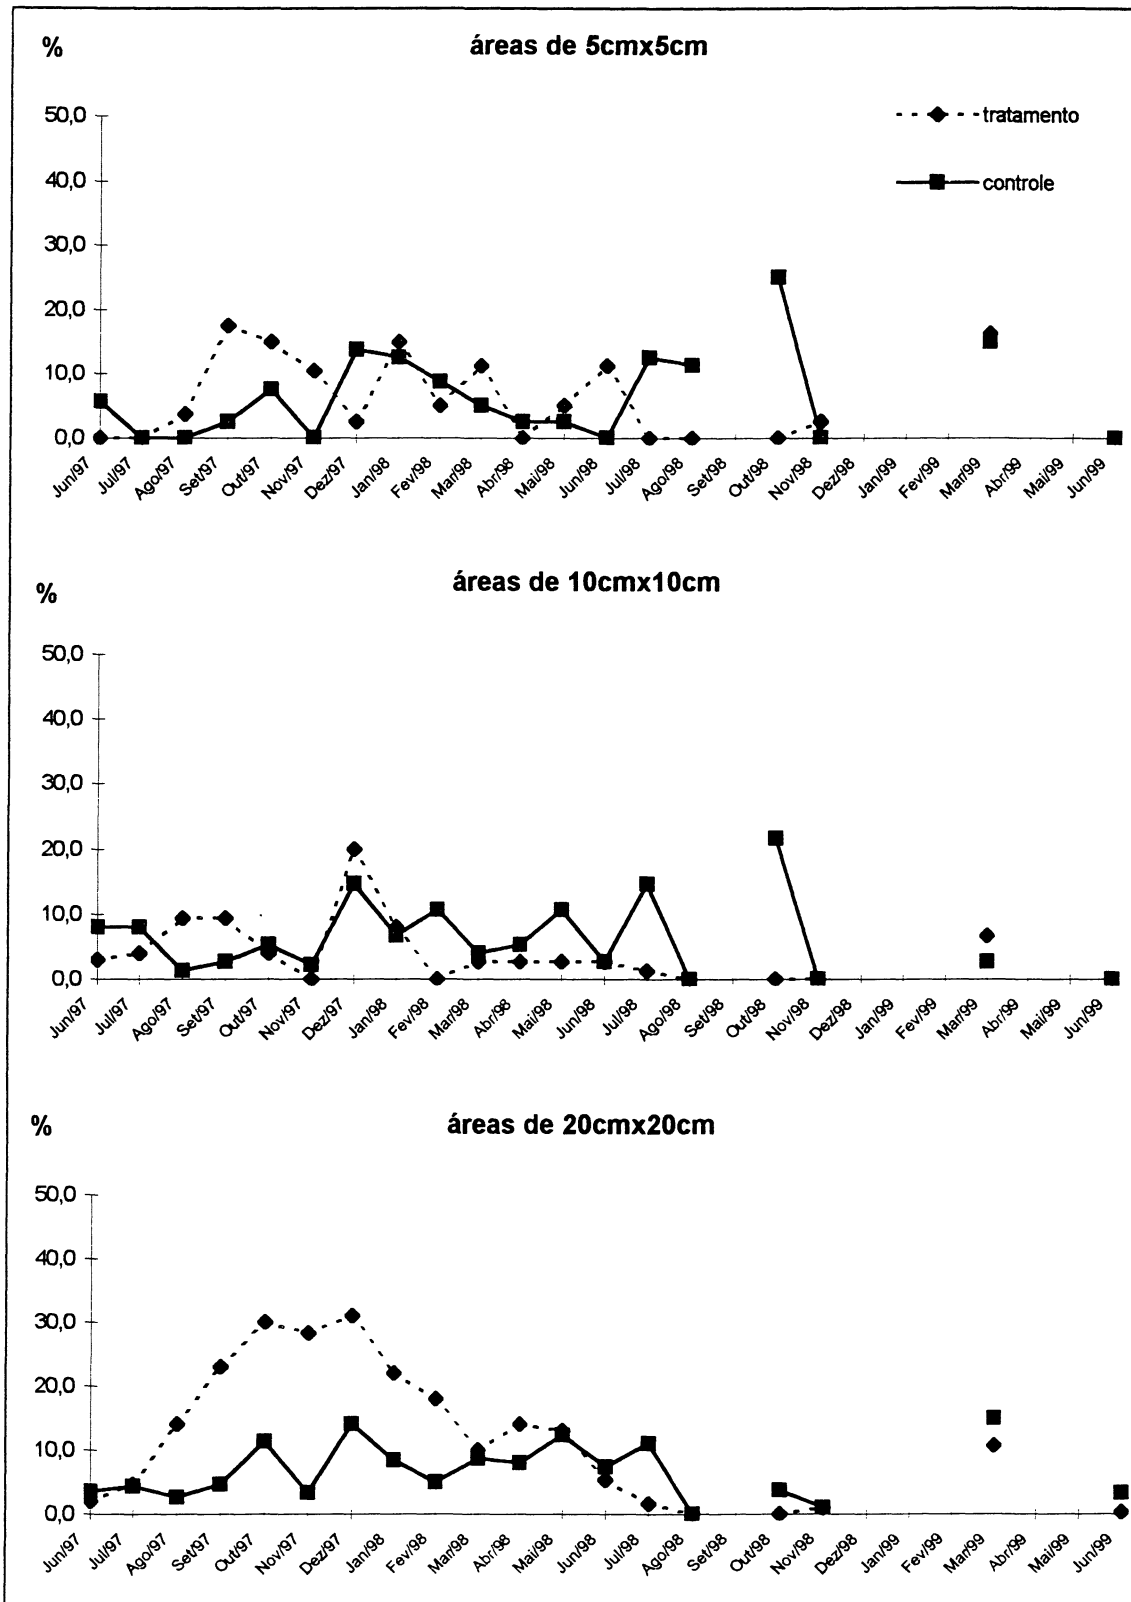 % áreas de 5cmx5cm
50,0
40,0
30,0
20,0
10,0
0,0
tratamento
controle
Jun/97 Jul/97 Ago/97 Set/97 Out/97 Nov/97 Dez/97 Jan/98 Fev/98 Mar/98 Abr/98 Mai/98 Jun/98 Jul/98 Ago/98 Set/98 Out/98 Nov/98 Dez/98 Jan/99 Fev/99 Mar/99 Abr/99 Mai/99 Jun/99
% áreas de 10cmx10cm
50,0
40,0
30,0
20,0
10,0
0,0
Jun/97 Jul/97 Ago/97 Set/97 Out/97 Nov/97 Dez/97 Jan/98 Fev/98 Mar/98 Abr/98 Mai/98 Jun/98 Jul/98 Ago/98 Set/98 Out/98 Nov/98 Dez/98 Jan/99 Fev/99 Mar/99 Abr/99 Mai/99 Jun/99
% áreas de 20cmx20cm
50,0
40,0
30,0
20,0
10,0
0,0
Jun/97 Jul/97 Ago/97 Set/97 Out/97 Nov/97 Dez/97 Jan/98 Fev/98 Mar/98 Abr/98 Mai/98 Jun/98 Jul/98 Ago/98 Set/98 Out/98 Nov/98 Dez/98 Jan/99 Fev/99 Mar/99 Abr/99 Mai/99 Jun/99